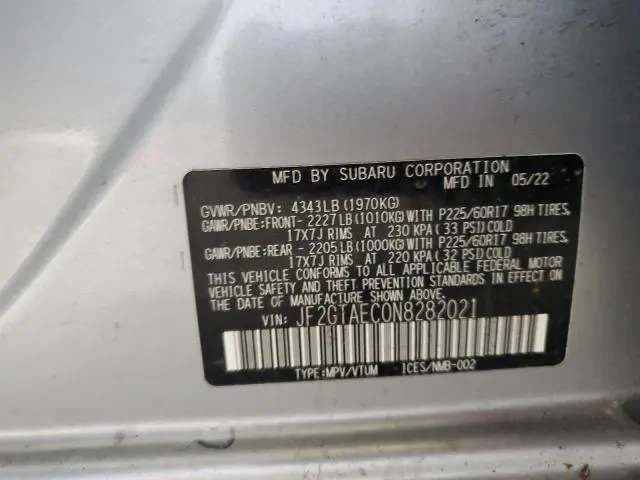 MFD BY SUBARU CORPORATION
MFD IN 05/22
GVWR/PNBV: 4343LB (1970KG)
GAWR/PNBE:FRONT- 2227LB (1010KG) WITH P225/60R17 98H TIRES,
17X7J RIMS AT 230 KPA ( 33 PSI) COLD
GAWR/PNBE:REAR - 2205LB (1000KG) WITH P225/60R17 98H TIRES,
17X7J RIMS AT 220 KPA ( 32 PSI) COLD
THIS VEHICLE CONFORMS TO ALL APPLICABLE FEDERAL MOTOR
VEHICLE SAFETY AND THEFT PREVENTION STANDARDS IN EFFECT ON
THE DATE OF MANUFACTURE SHOWN ABOVE.
VIN: JF2GTAEC0N8282021
TYPE:MPV/VTUM ICES/NMB-002